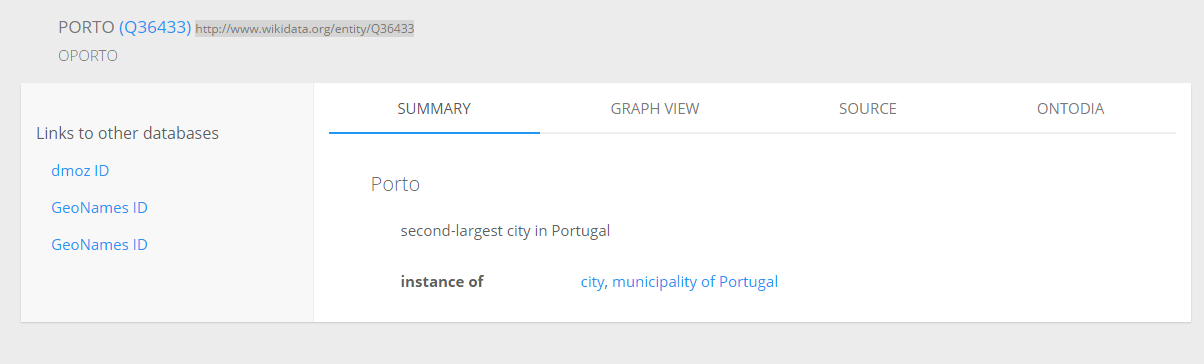 PORTO (Q36433) http://www.wikidata.org/entity/Q36433
OPORTO
Links to other databases
dmoz ID
GeoNames ID
GeoNames ID
SUMMARY GRAPH VIEW SOURCE ONTODIA
Porto
second-largest city in Portugal
instance of city, municipality of Portugal